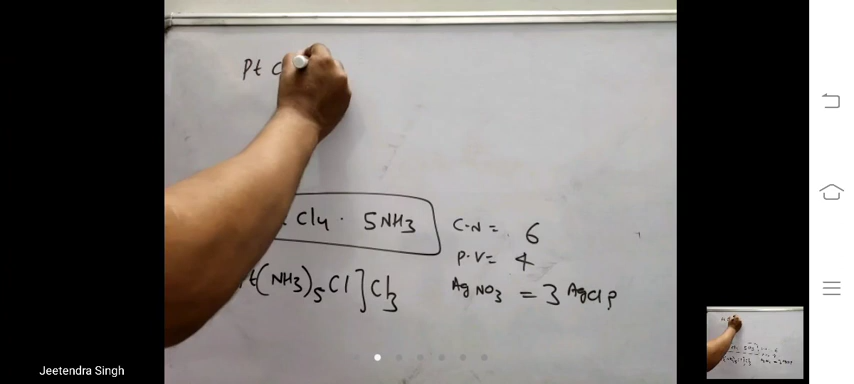 Pt C
Cl4 · 5NH3
C·N = 6
P·V = 4
t(NH3)5Cl]Cl3
AgNO3 = 3 AgCl
Jeetendra Singh